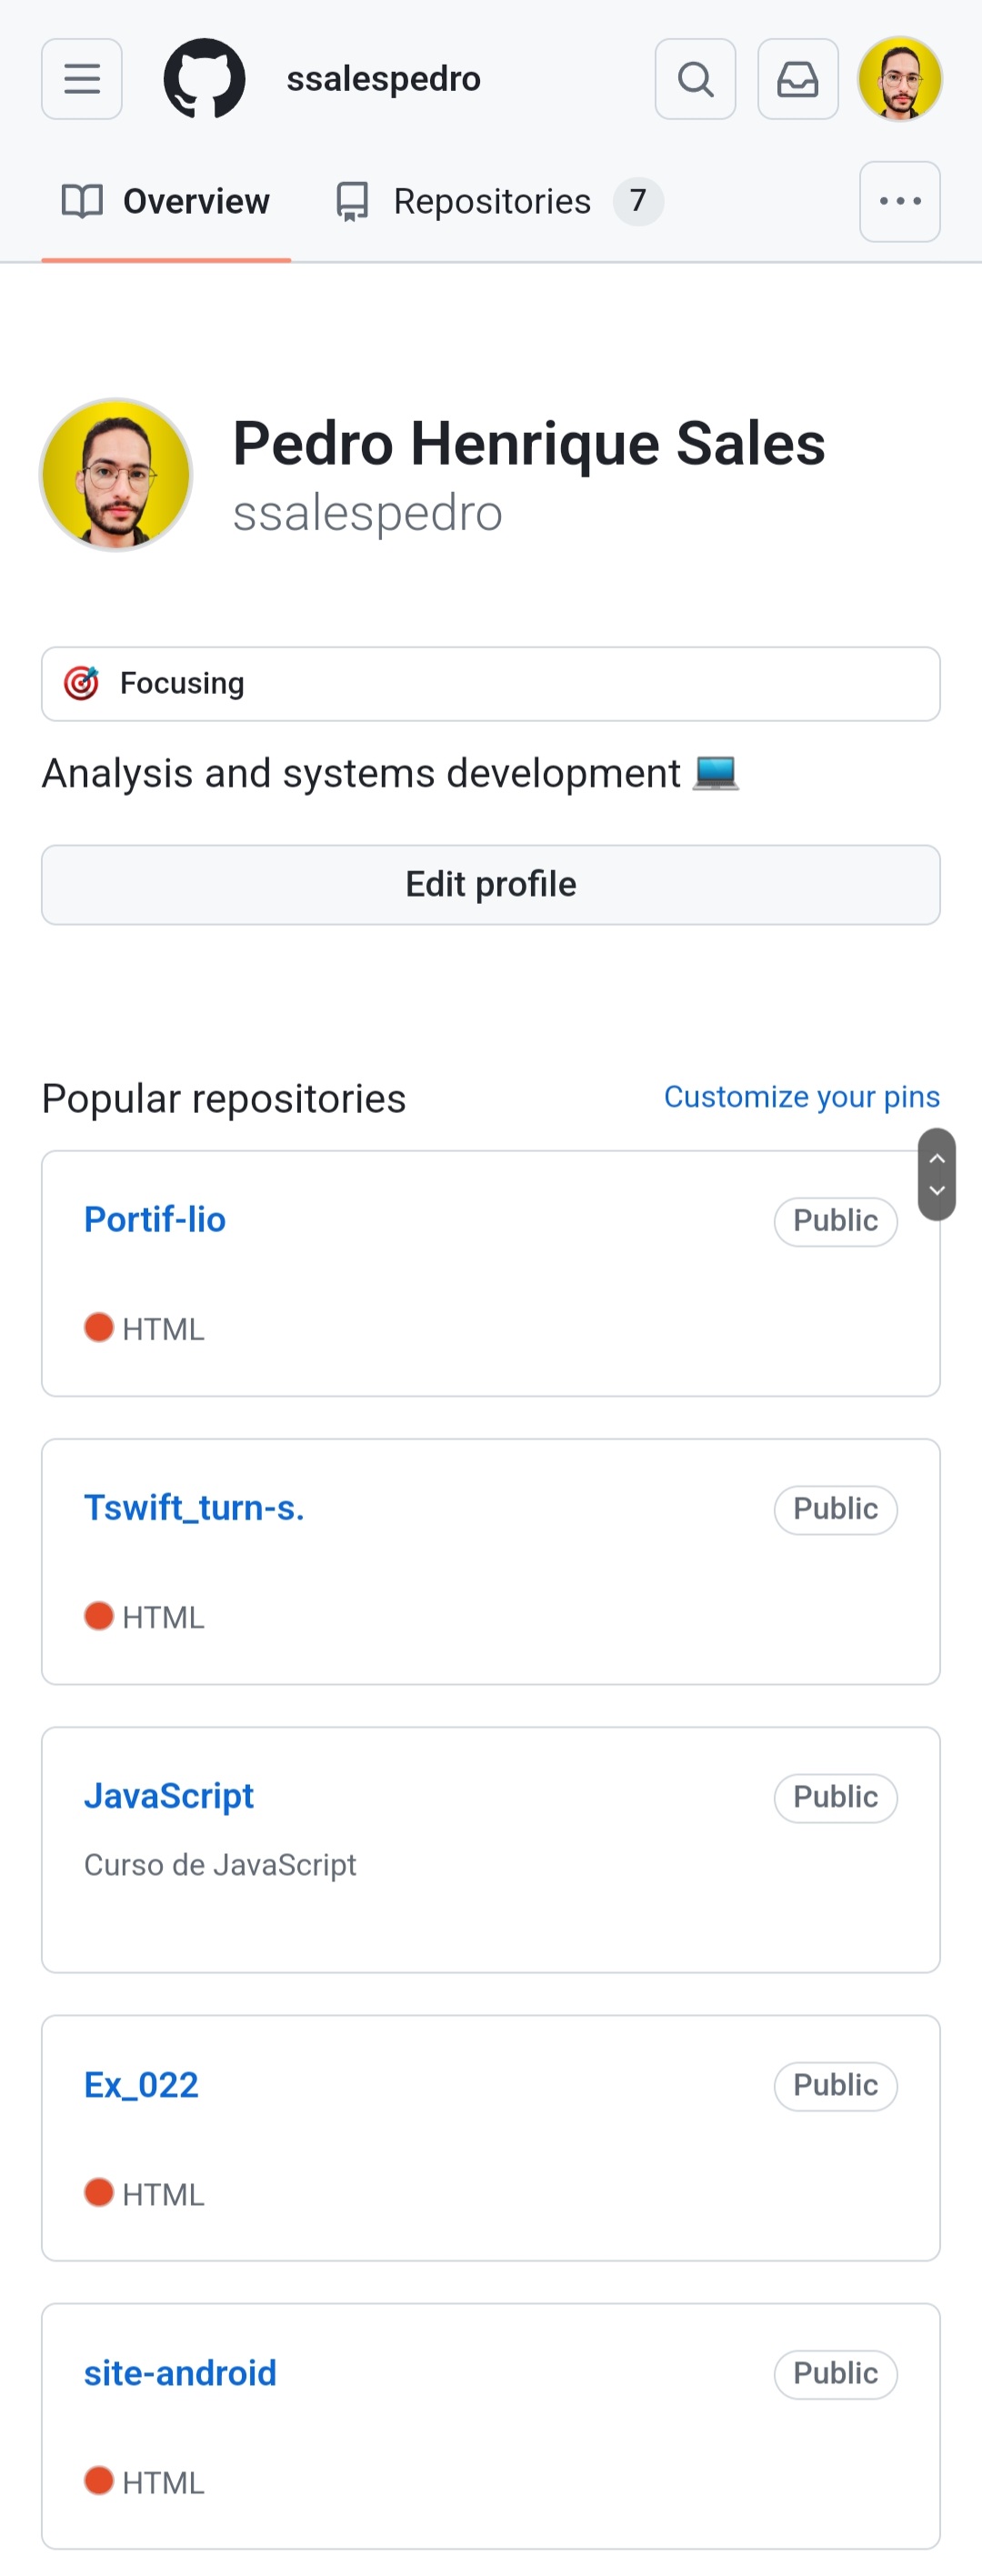 ssalespedro
Overview
Repositories 7
Pedro Henrique Sales
ssalespedro
Focusing
Analysis and systems development
Edit profile
Popular repositories
Customize your pins
Portif-lio
Public
HTML
Tswift_turn-s.
Public
HTML
JavaScript
Public
Curso de JavaScript
Ex_022
Public
HTML
site-android
Public
HTML